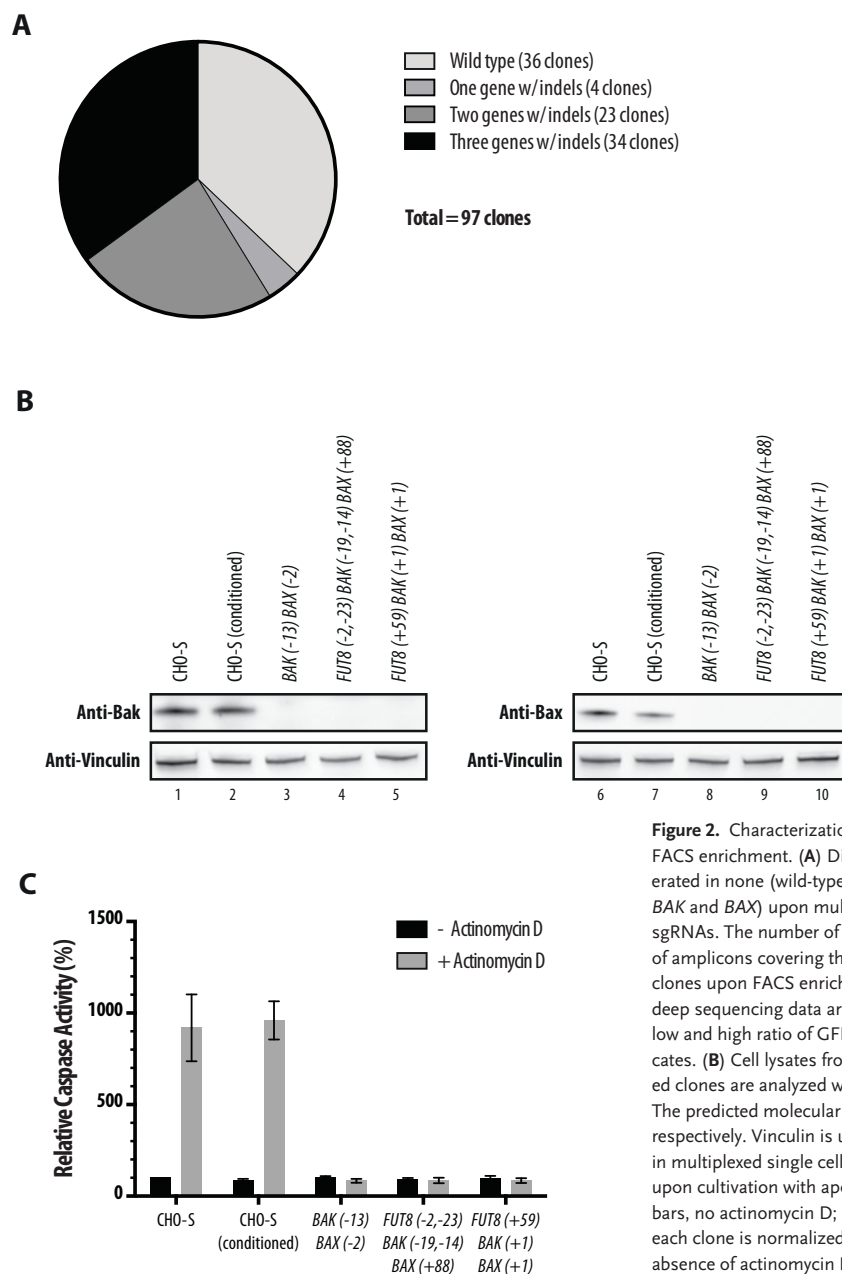 A
Wild type (36 clones)
One gene w/indels (4 clones)
Two genes w/indels (23 clones)
Three genes w/indels (34 clones)
Total = 97 clones
B
CHO-S
CHO-S (conditioned)
BAK (-13) BAX (-2)
FUT8 (-2,-23) BAK (-19,-14) BAX (+88)
FUT8 (+59) BAK (+1) BAX (+1)
Anti-Bak
Anti-Vinculin
1 2 3 4 5
CHO-S
CHO-S (conditioned)
BAK (-13) BAX (-2)
FUT8 (-2,-23) BAK (-19,-14) BAX (+88)
FUT8 (+59) BAK (+1) BAX (+1)
Anti-Bax
Anti-Vinculin
6 7 8 9 10
Figure 2. Characterizatio
FACS enrichment. (A) Di
erated in none (wild-type
BAK and BAX) upon mul
sgRNAs. The number of
of amplicons covering th
clones upon FACS enrich
deep sequencing data ar
low and high ratio of GFI
cates. (B) Cell lysates fro
ed clones are analyzed w
The predicted molecular
respectively. Vinculin is u
in multiplexed single cell
upon cultivation with apo
bars, no actinomycin D;
each clone is normalized
absence of actinomycin
C
Relative Caspase Activity (%)
1500
1000
500
0
- Actinomycin D
+ Actinomycin D
CHO-S
CHO-S
(conditioned)
BAK (-13)
BAX (-2)
FUT8 (-2,-23)
BAK (-19,-14)
BAX (+88)
FUT8 (+59)
BAK (+1)
BAX (+1)